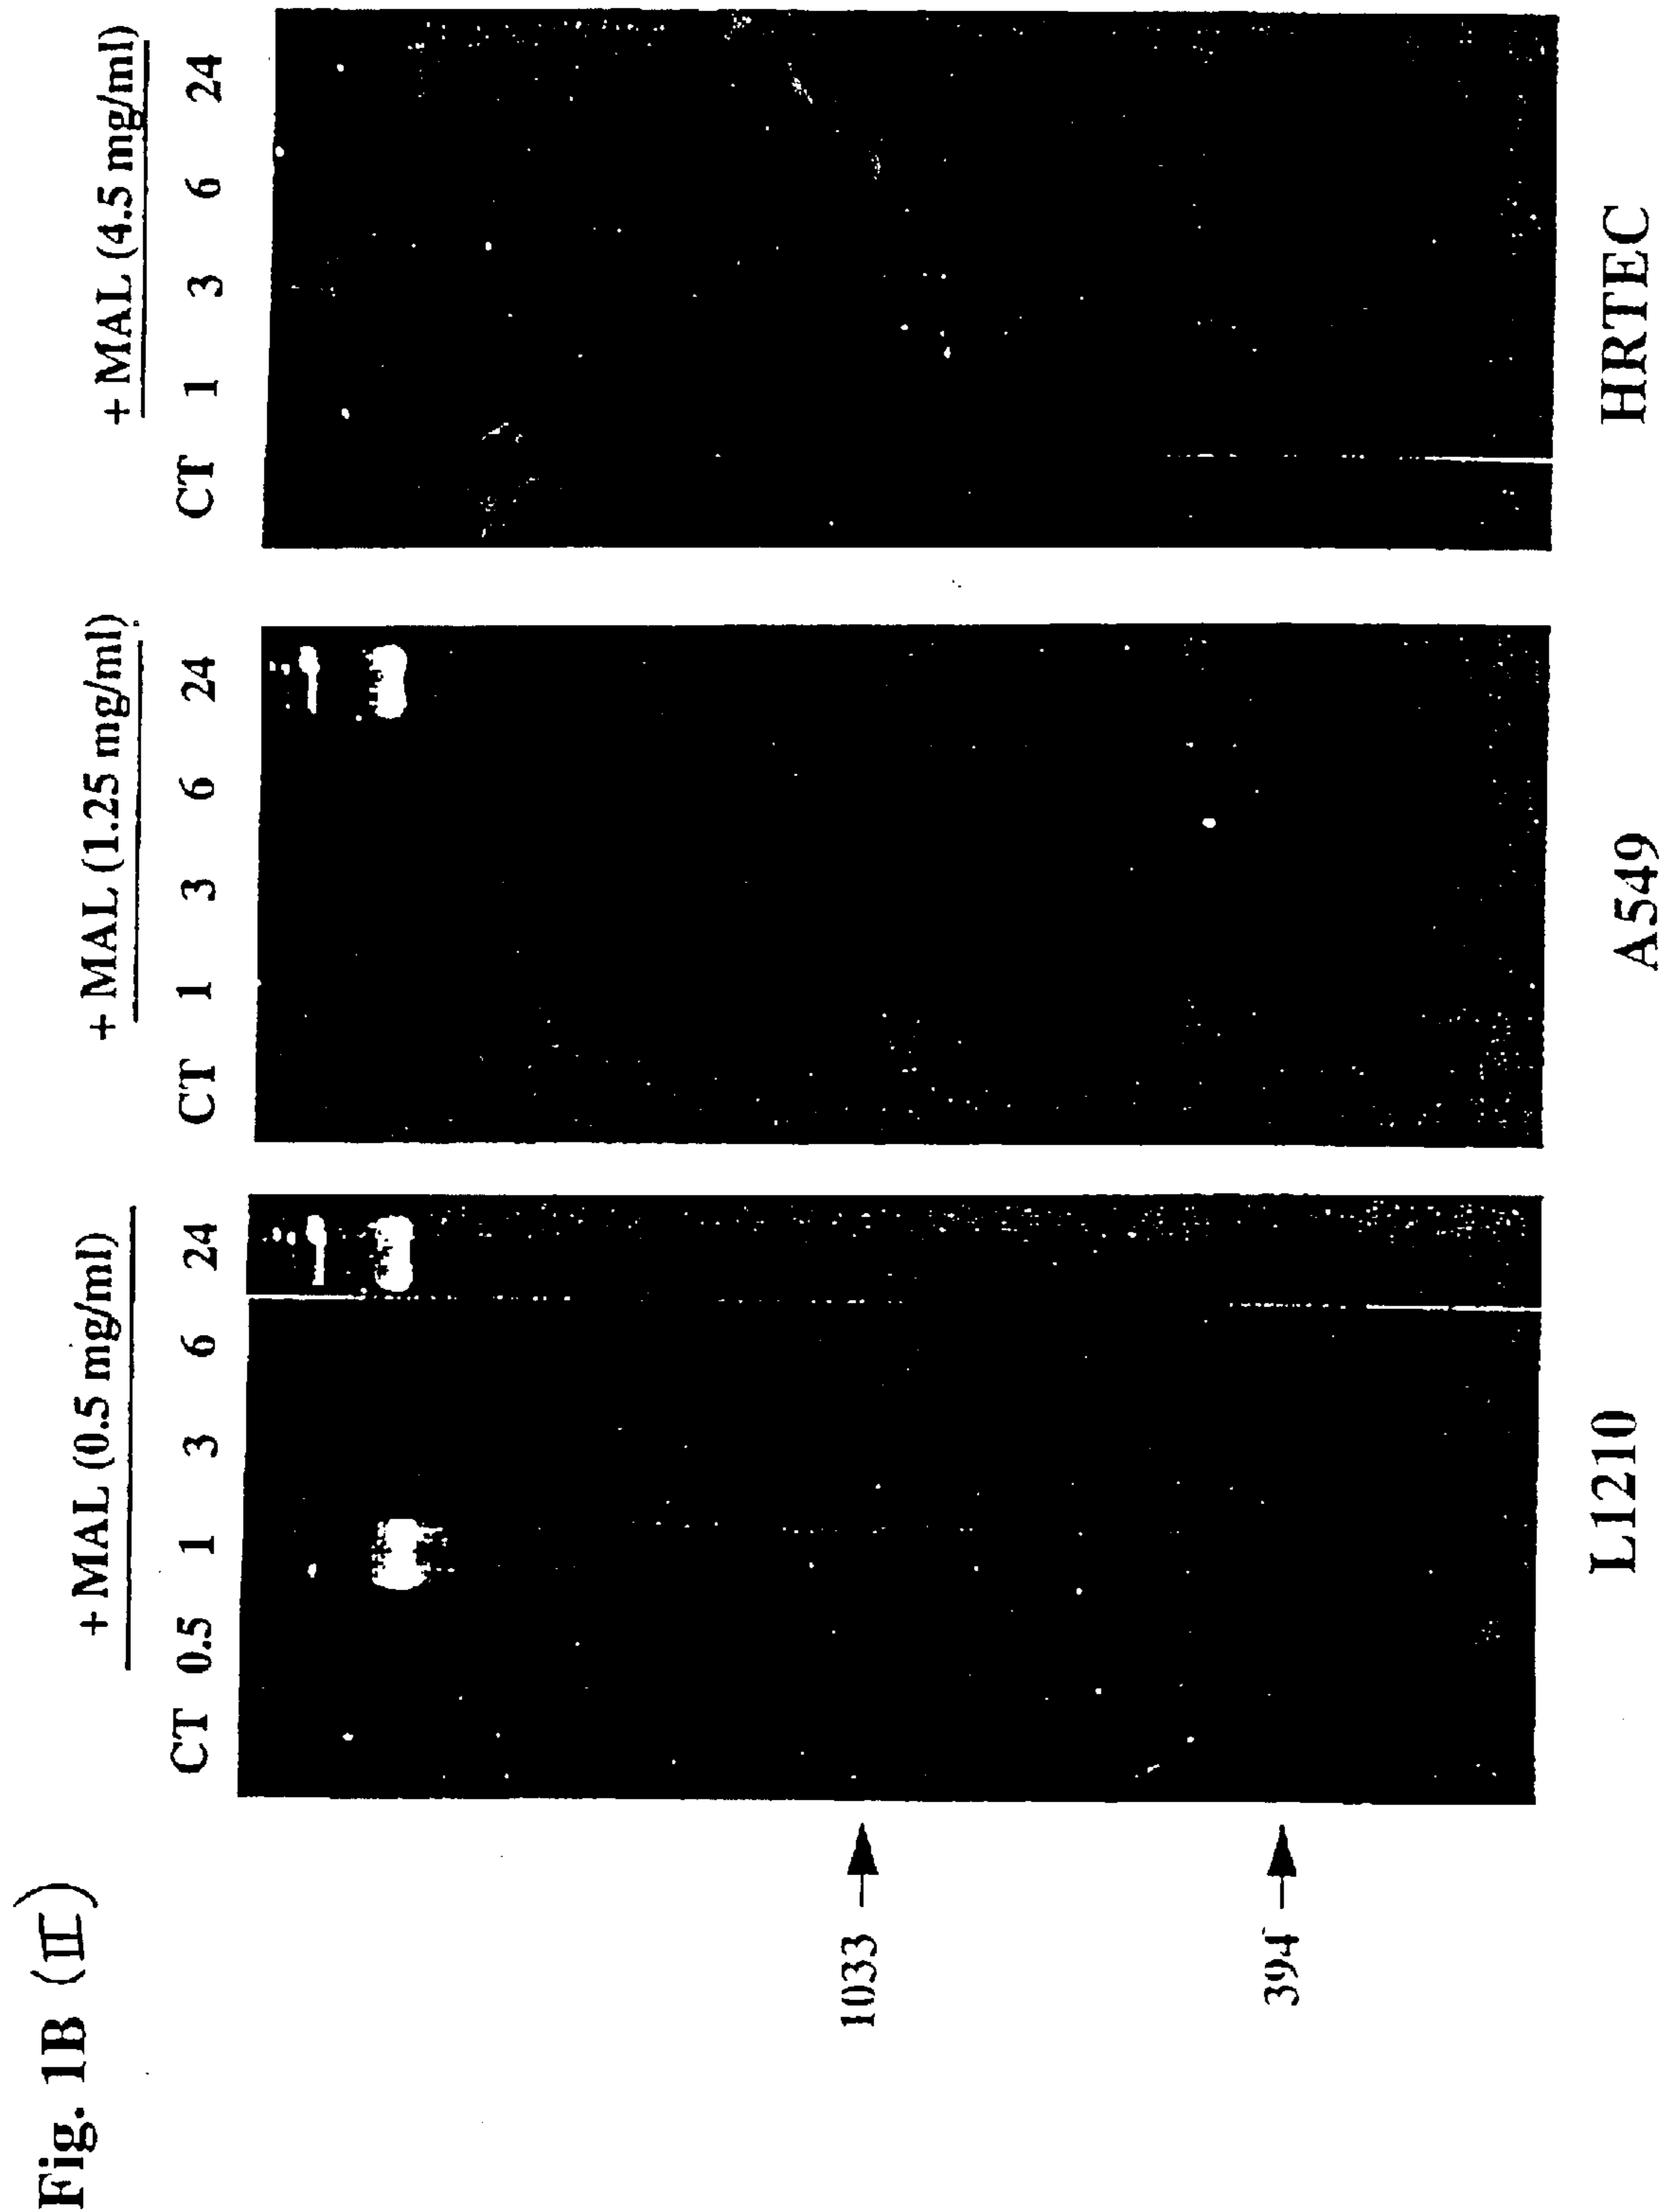 Fig. 1B (II)
+ MAL (0.5 mg/ml)
CT 0.5 1 3 6 24
+ MAL (1.25 mg/ml)
CT 1 3 6 24
+ MAL (4.5 mg/ml)
CT 1 3 6 24
1033
394
L1210
A549
HRTEC